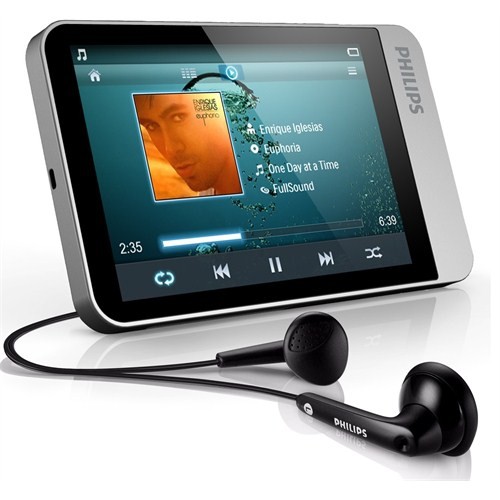 PHILIPS
ENRIQUE
IGLESIAS
euphoria
Enrique Iglesias
Euphoria
One Day at a Time
FullSound
2:35
6:39
PHILIPS